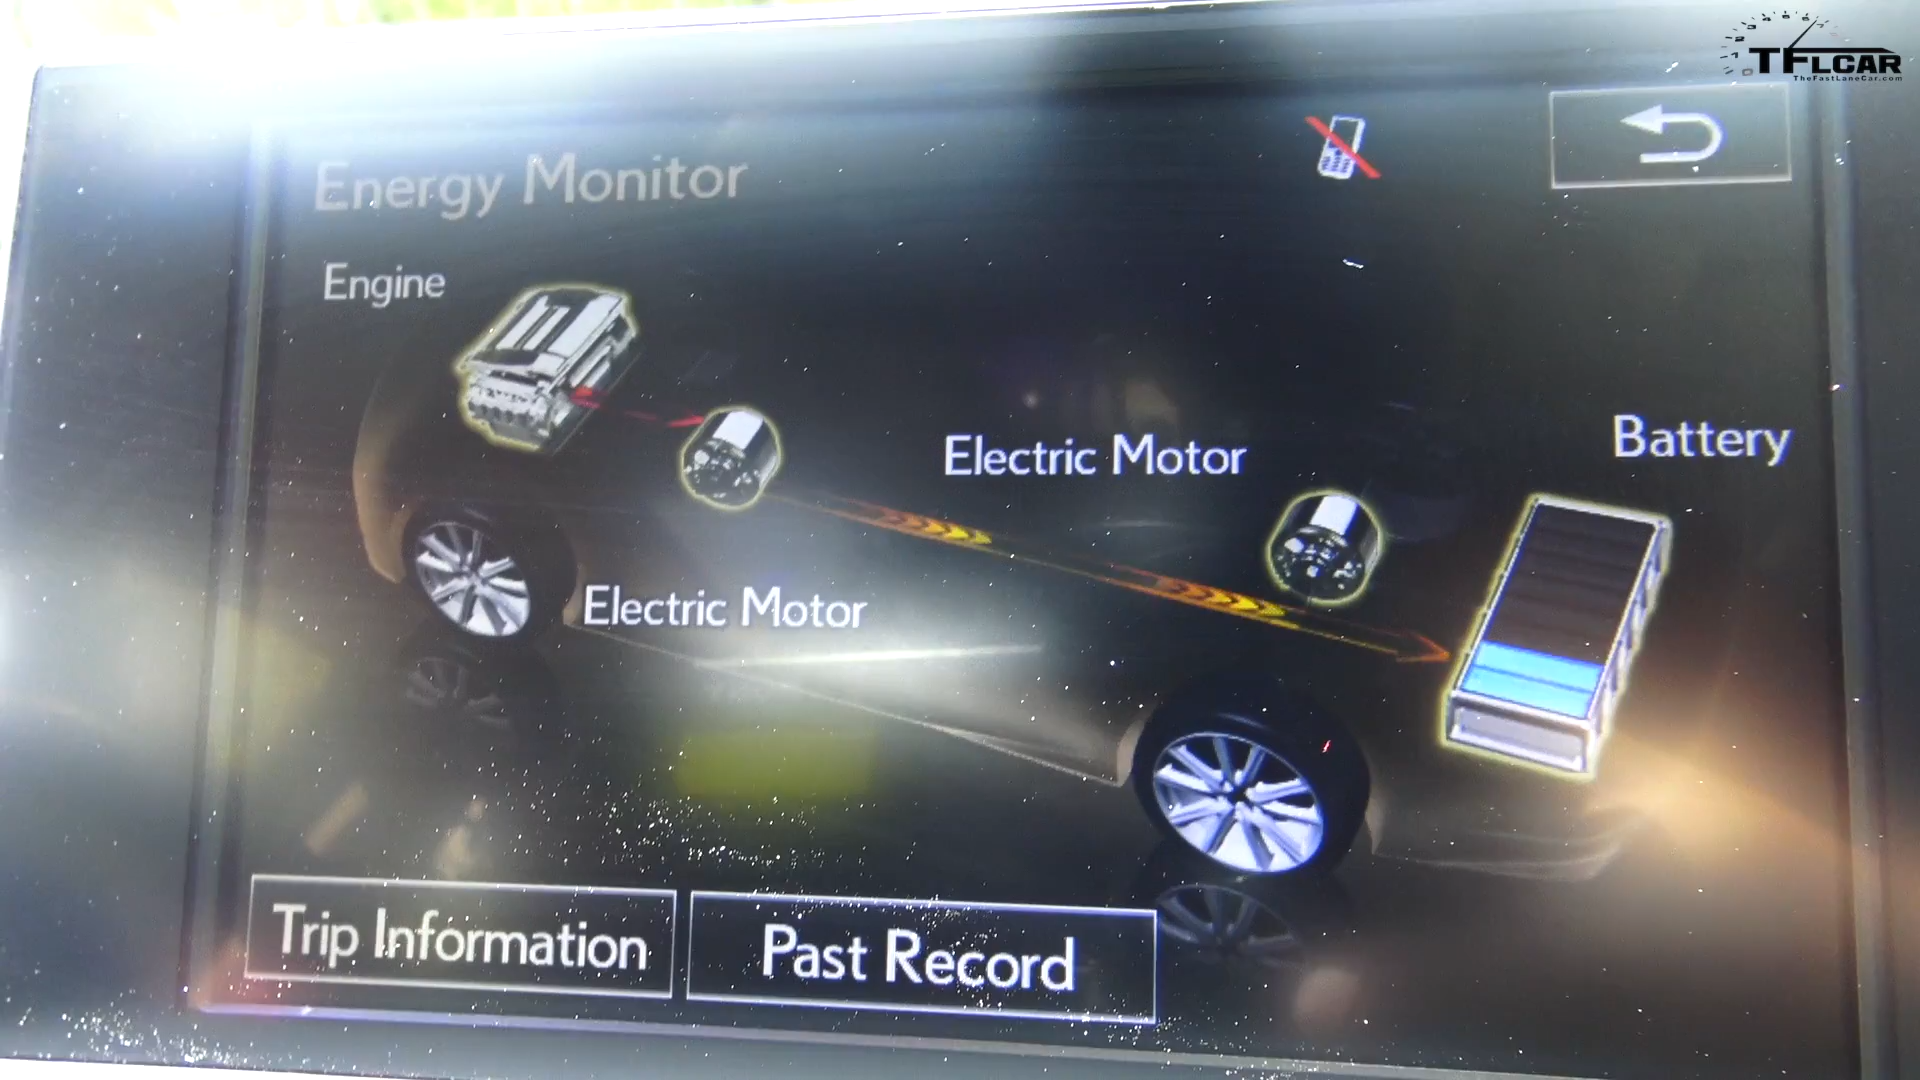 TFLCAR
TheFastLaneCar.com
Energy Monitor
Engine
Electric Motor
Battery
Electric Motor
Trip Information
Past Record